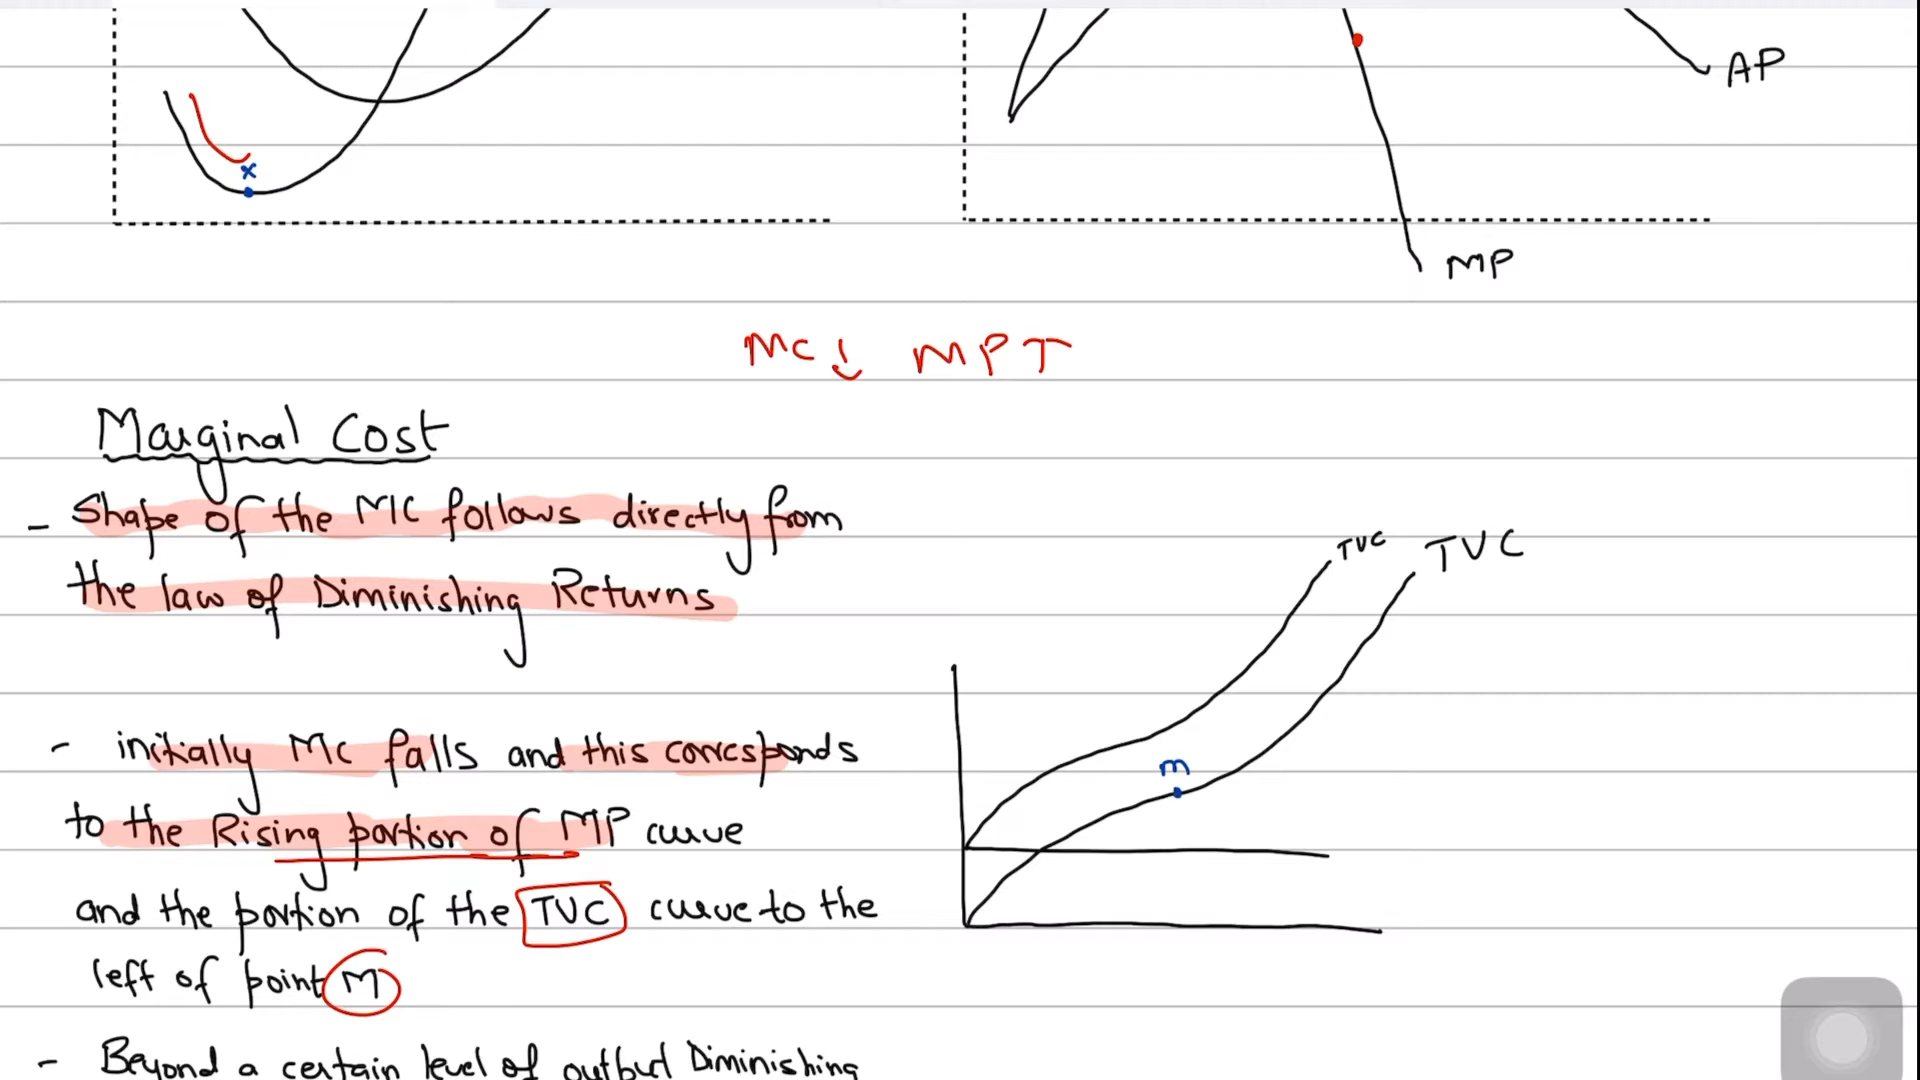 AP
x
MP
MC ↓ MP↑
Marginal Cost
- Shape of the MC follows directly from
the law of Diminishing Returns
TVC TVC
- initially MC falls and this corresponds
m
to the Rising portion of MP curve
and the portion of the TVC curve to the
left of point M
- Beyond a certain level of output Diminishing